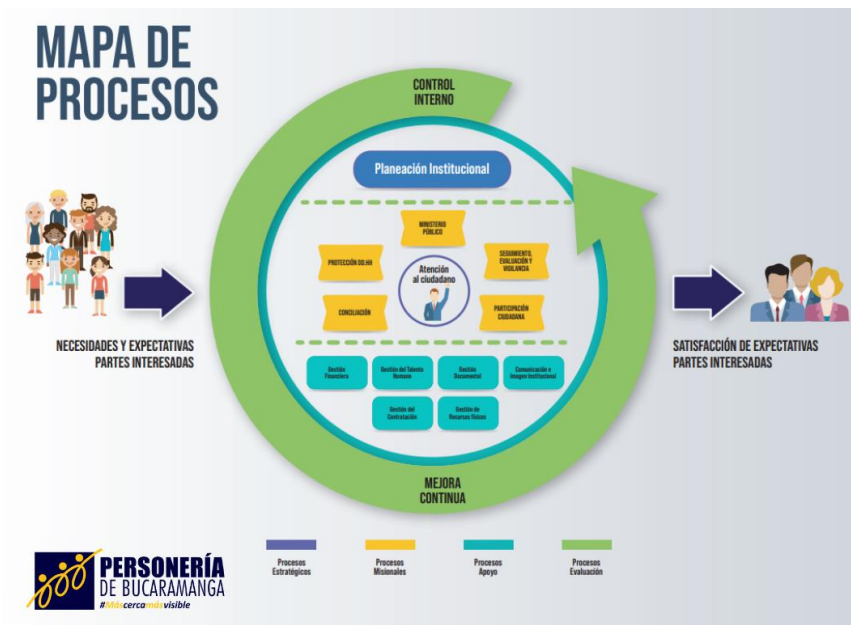 MAPA DE
PROCESOS
CONTROL
INTERNO
Planeación Institucional
MINISTERIO
PÚBLICO
PROTECCIÓN DD.HH
SEGUIMIENTO,
EVALUACIÓN Y
VIGILANCIA
Atención
al ciudadano
CONCILIACIÓN
PARTICIPACIÓN
CIUDADANA
NECESIDADES Y EXPECTATIVAS
PARTES INTERESADAS
SATISFACCIÓN DE EXPECTATIVAS
PARTES INTERESADAS
Gestión
Financiera
Gestión del Talento
Humano
Gestión
Documental
Comunicación e
Imagen Institucional
Gestión del
Contratación
Gestión de
Recursos Físicos
MEJORA
CONTINUA
Procesos
Estratégicos
Procesos
Misionales
Procesos
Apoyo
Procesos
Evaluación
PERSONERÍA
DE BUCARAMANGA
#Máscercamásvisible